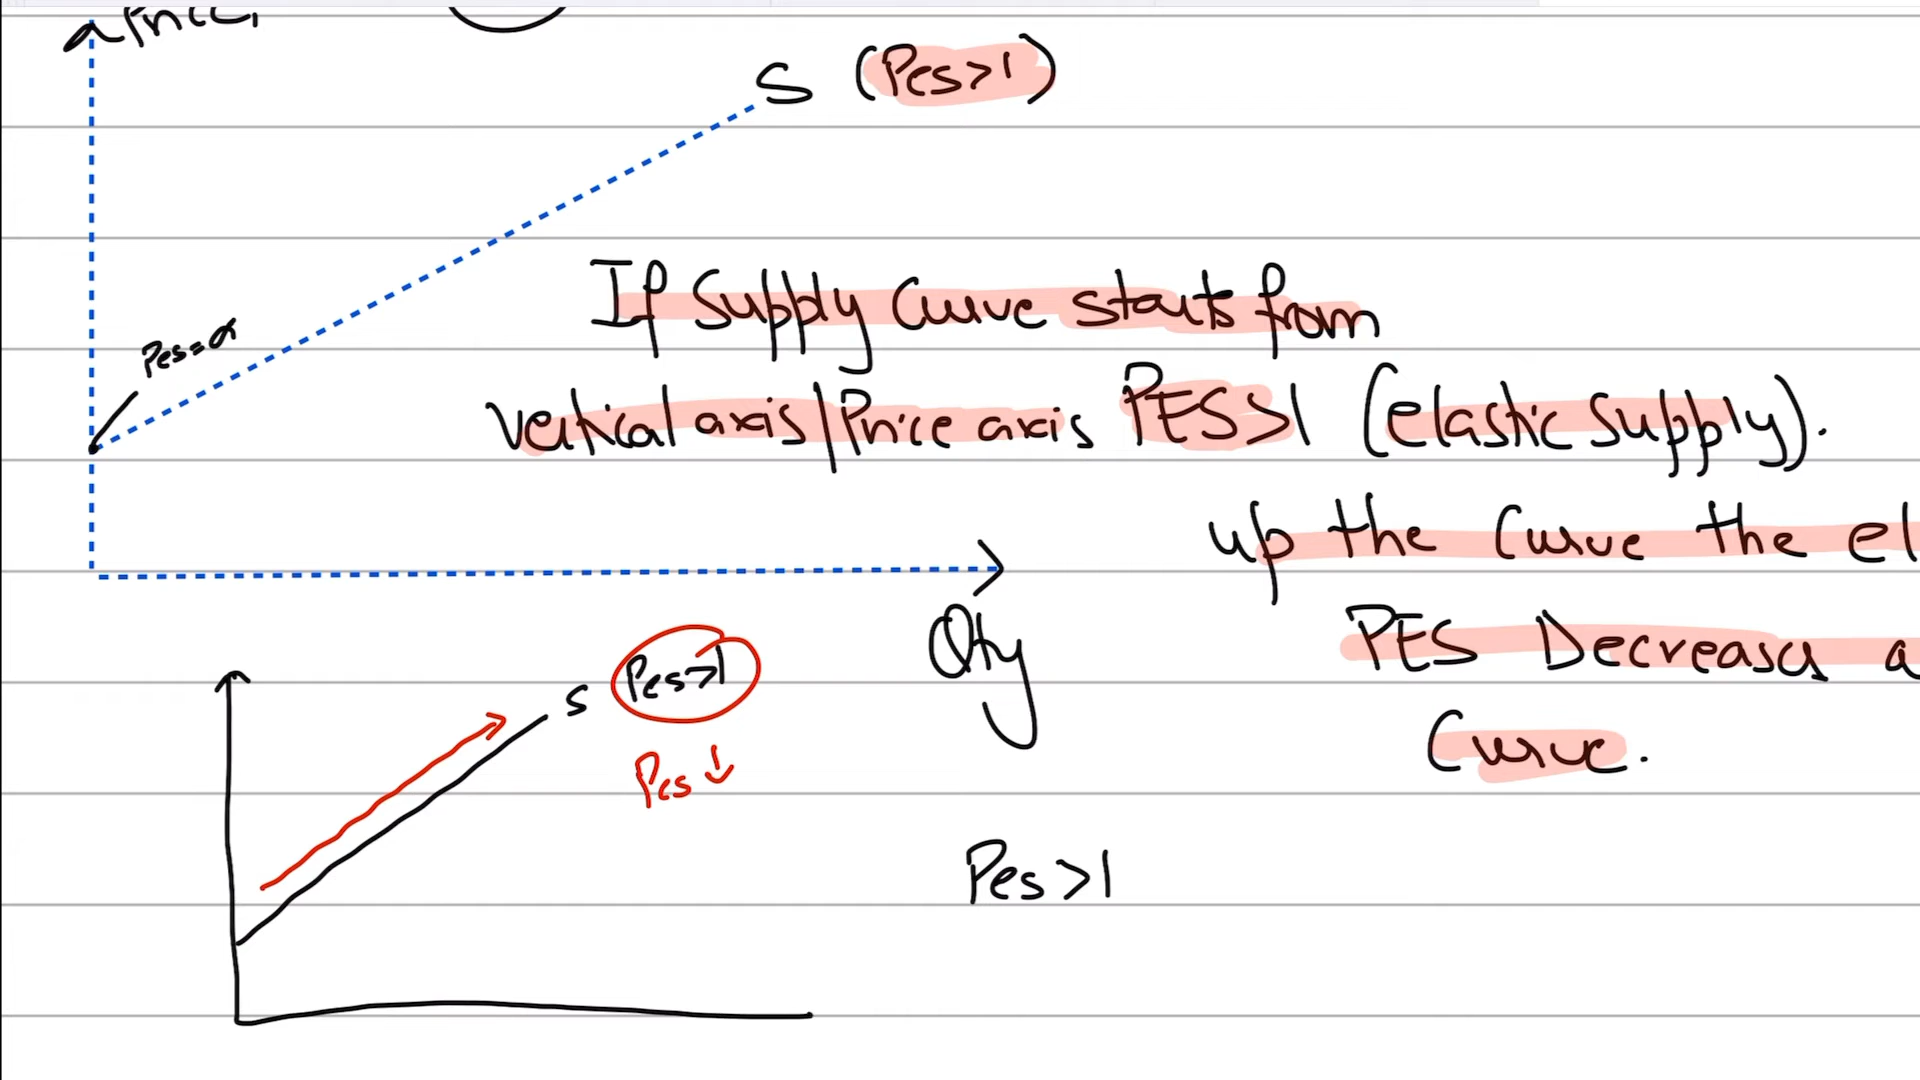 Price
S (Pes>1)
Pes=α
If Supply Curve starts from
vertical axis/Price axis PES>1 (elastic supply).
up the Curve the el
PES Decreases a
Curve.
Qty
S Pes>1
Pes ↓
Pes >1